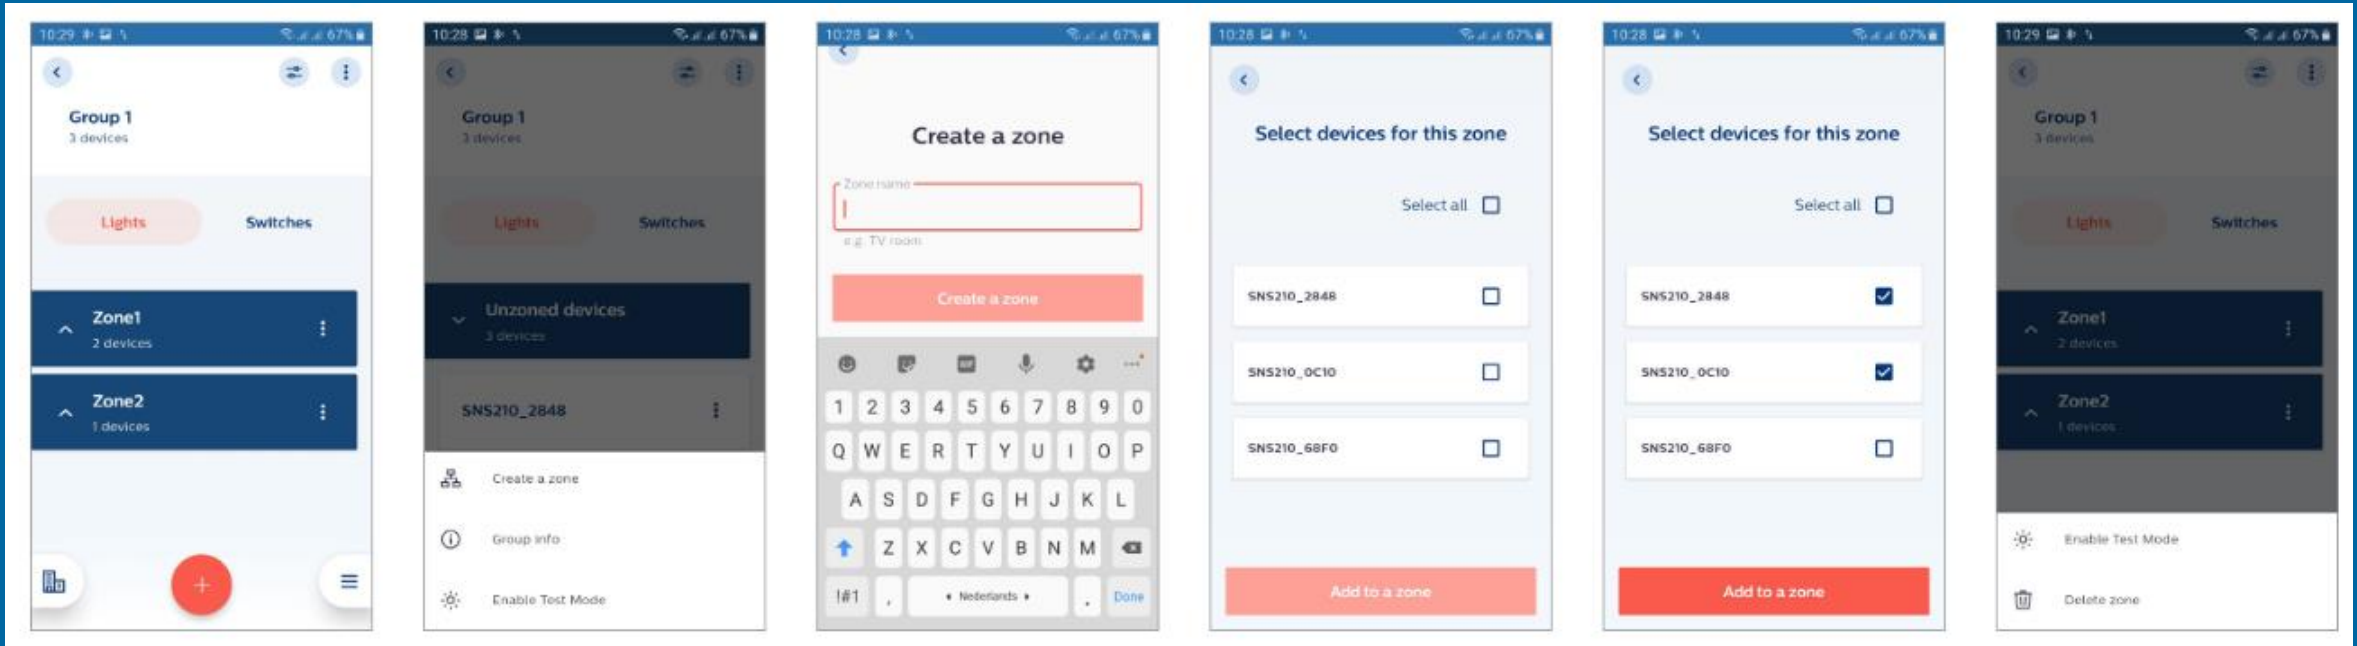 10:29
67%
Group 1
3 devices
Lights
Switches
Zone1
2 devices
Zone2
1 devices
+
10:28
67%
Group 1
3 devices
Lights
Switches
Unzoned devices
3 devices
SNS210_2848
Create a zone
Group info
Enable Test Mode
10:28
67%
Create a zone
Zone name
e.g. TV room
Create a zone
GIF
1 2 3 4 5 6 7 8 9 0
Q W E R T Y U I O P
A S D F G H J K L
Z X C V B N M
!#1 , Nederlands . Done
10:28
67%
Select devices for this zone
Select all
SNS210_2848
SNS210_0C10
SNS210_68F0
Add to a zone
10:28
67%
Select devices for this zone
Select all
SNS210_2848
SNS210_0C10
SNS210_68F0
Add to a zone
10:29
67%
Group 1
3 devices
Lights
Switches
Zone1
2 devices
Zone2
1 devices
Enable Test Mode
Delete zone